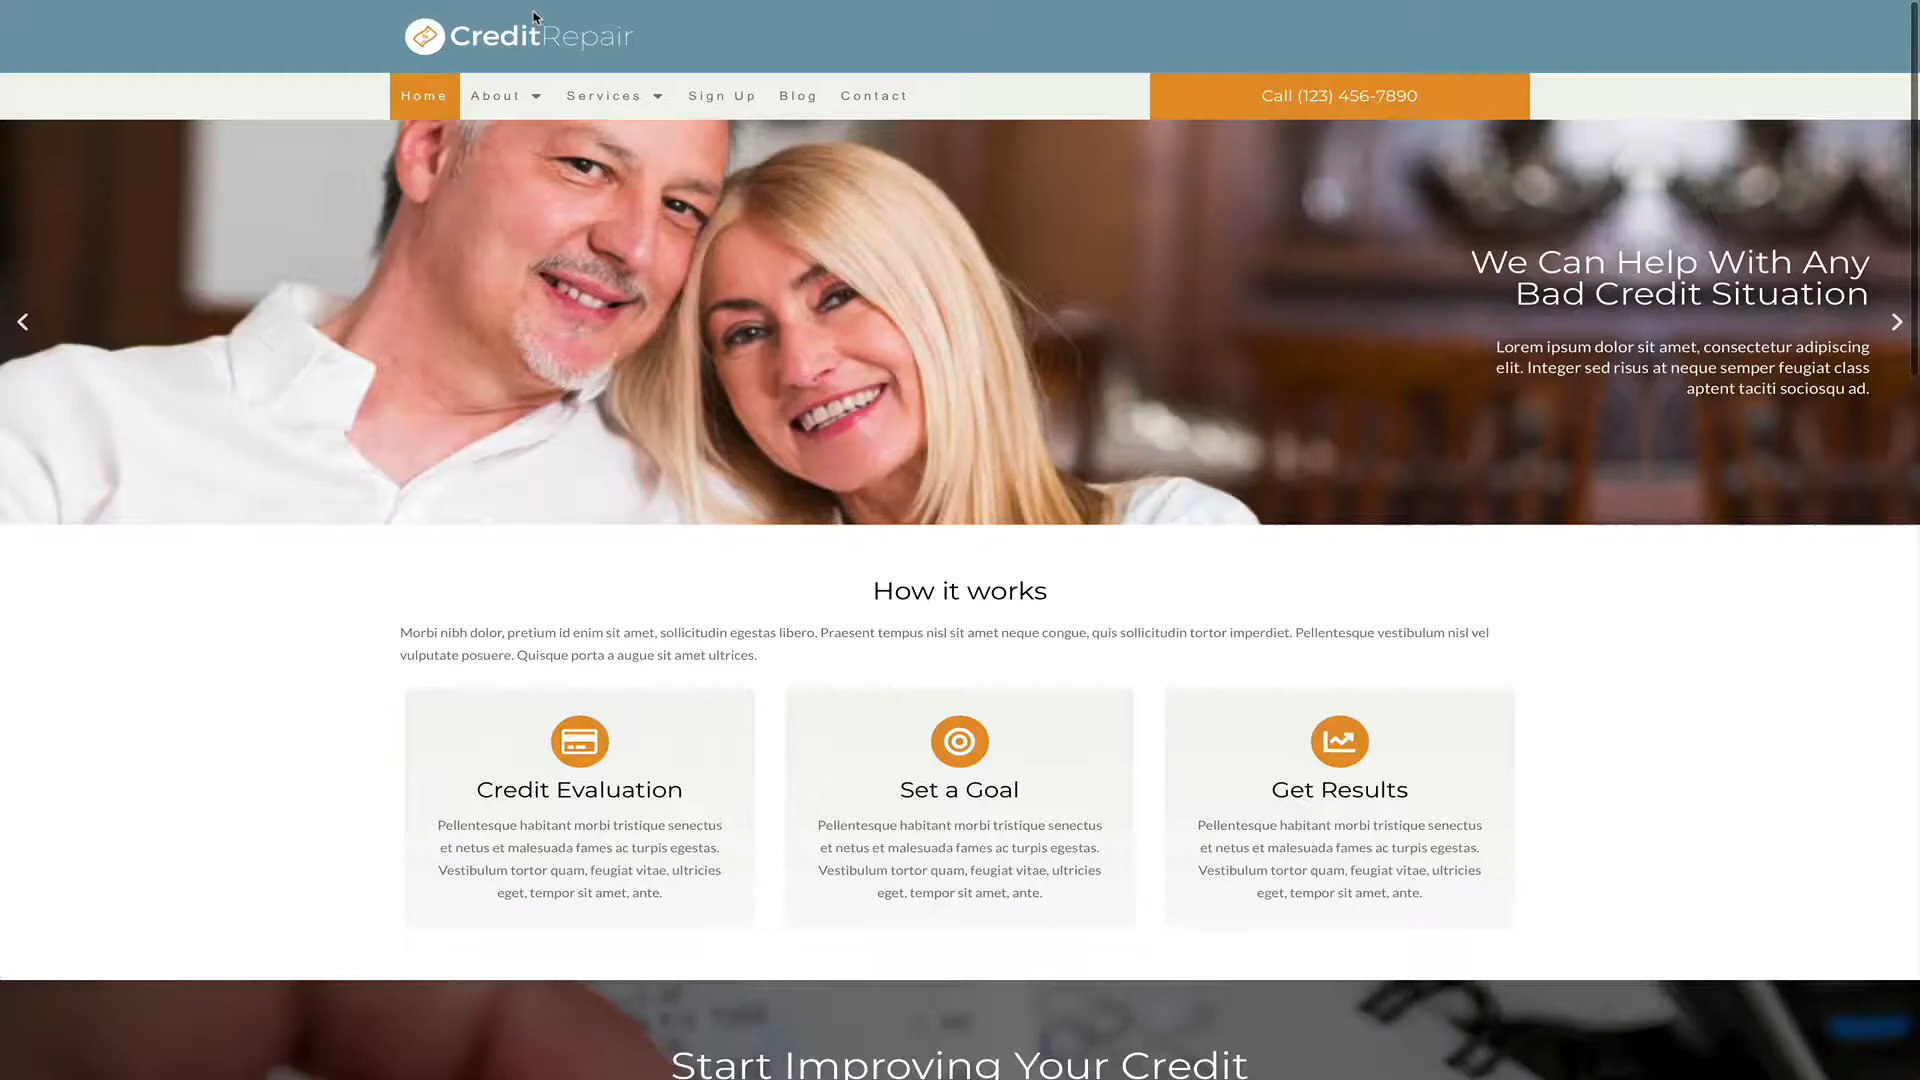 CreditRepair
Home About Services Sign Up Blog Contact Call (123) 456-7890
We Can Help With Any
Bad Credit Situation
Lorem ipsum dolor sit amet, consectetur adipiscing
elit. Integer sed risus at neque semper feugiat class
aptent taciti sociosqu ad.
How it works
Morbi nibh dolor, pretium id enim sit amet, sollicitudin egestas libero. Praesent tempus nisl sit amet neque congue, quis sollicitudin tortor imperdiet. Pellentesque vestibulum nisl vel
vulputate posuere. Quisque porta a augue sit amet ultrices.
Credit Evaluation
Pellentesque habitant morbi tristique senectus
et netus et malesuada fames ac turpis egestas.
Vestibulum tortor quam, feugiat vitae, ultricies
eget, tempor sit amet, ante.
Set a Goal
Pellentesque habitant morbi tristique senectus
et netus et malesuada fames ac turpis egestas.
Vestibulum tortor quam, feugiat vitae, ultricies
eget, tempor sit amet, ante.
Get Results
Pellentesque habitant morbi tristique senectus
et netus et malesuada fames ac turpis egestas.
Vestibulum tortor quam, feugiat vitae, ultricies
eget, tempor sit amet, ante.
Start Improving Your Credit